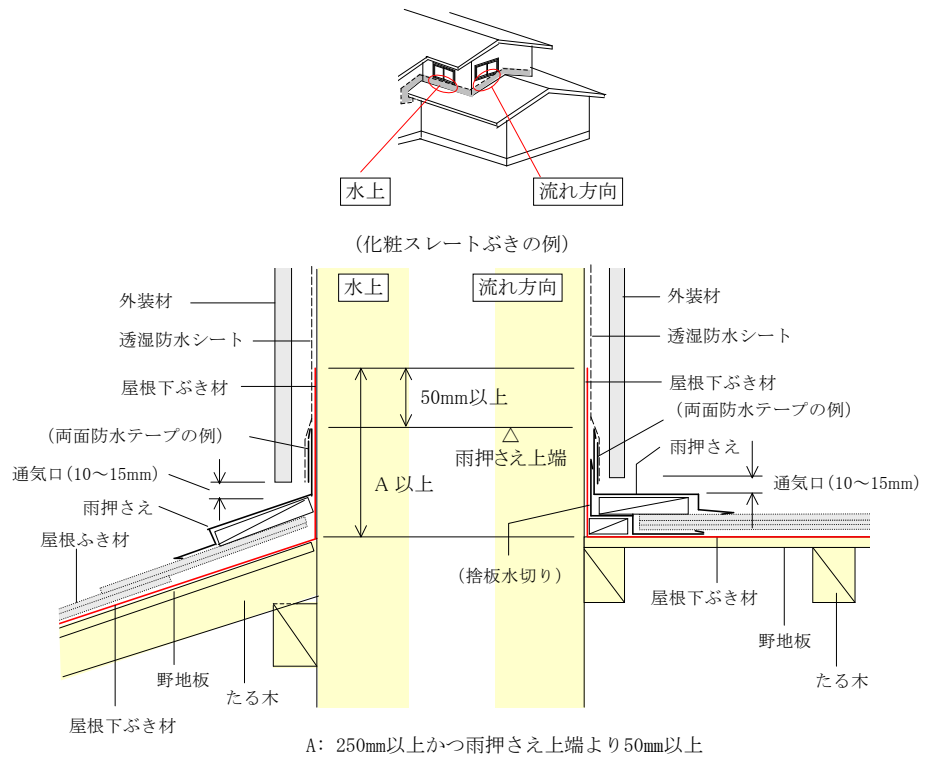 水上
流れ方向
(化粧スレートぶきの例)
水上
流れ方向
外装材
透湿防水シート
屋根下ぶき材
(両面防水テープの例)
通気口(10～15mm)
雨押さえ
屋根ふき材
50mm以上
雨押さえ上端
A 以上
(捨板水切り)
外装材
透湿防水シート
屋根下ぶき材
(両面防水テープの例)
雨押さえ
通気口(10～15mm)
屋根下ぶき材
野地板
たる木
野地板
たる木
屋根下ぶき材
A: 250mm以上かつ雨押さえ上端より50mm以上